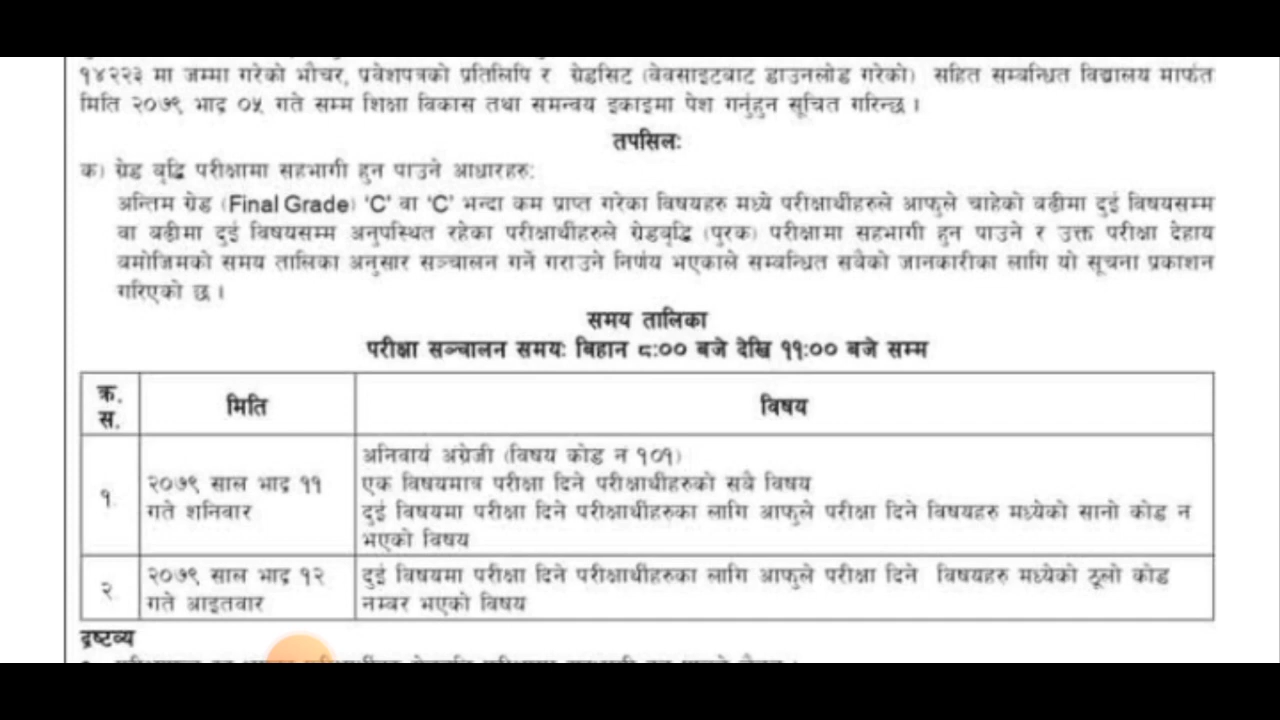 १४२२३ मा जम्मा गरेको भौचर, प्रवेशपत्रको प्रतिलिपि र ग्रेडसिट (वेवसाइटबाट डाउनलोड गरेको) सहित सम्बन्धित विद्यालय मार्फत
मिति २०७९ भाद्र ०५ गते सम्म शिक्षा विकास तथा समन्वय इकाइमा पेश गर्नुहुन सूचित गरिन्छ ।
तपसिलः
क) ग्रेड बृद्धि परीक्षामा सहभागी हुन पाउने आधारहरु:
अन्तिम ग्रेड (Final Grade) 'C' वा 'C' भन्दा कम प्राप्त गरेका विषयहरु मध्ये परीक्षार्थीहरुले आफुले चाहेको बढीमा दुई विषयसम्म
वा बढीमा दुई विषयसम्म अनुपस्थित रहेका परीक्षार्थीहरुले ग्रेडबृद्धि (पुरक) परीक्षामा सहभागी हुन पाउने र उक्त परीक्षा देहाय
बमोजिमको समय तालिका अनुसार सञ्चालन गर्ने गराउने निर्णय भएकाले सम्बन्धित सबैको जानकारीका लागि यो सूचना प्रकाशन
गरिएको छ ।
समय तालिका
परीक्षा सञ्चालन समयः बिहान ८:०० बजे देखि ११:०० बजे सम्म
क्र.
स.
मिति
विषय
१.
२०७९ साल भाद्र ११
गते शनिवार
अनिवार्य अंग्रेजी (विषय कोड न १०१)
एक विषयमात्र परीक्षा दिने परीक्षार्थीहरुको सबै विषय
दुई विषयमा परीक्षा दिने परीक्षार्थीहरुका लागि आफुले परीक्षा दिने विषयहरु मध्येको सानो कोड न
भएको विषय
२
२०७९ साल भाद्र १२
गते आइतवार
दुई विषयमा परीक्षा दिने परीक्षार्थीहरुका लागि आफुले परीक्षा दिने विषयहरु मध्येको ठूलो कोड
नम्बर भएको विषय
द्रष्टव्य